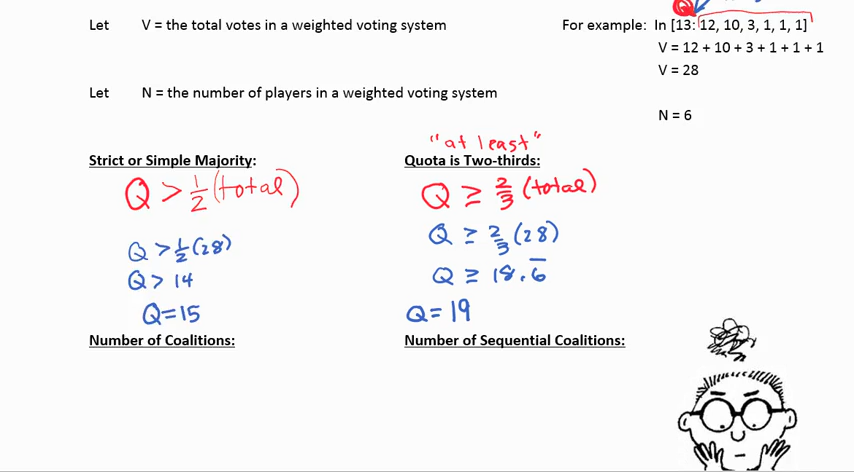 Let V = the total votes in a weighted voting system
For example: In [13: 12, 10, 3, 1, 1, 1]
V = 12 + 10 + 3 + 1 + 1 + 1
V = 28
Let N = the number of players in a weighted voting system
N = 6
Strict or Simple Majority:
Q > 1/2 (total)
Q > 1/2 (28)
Q > 14
Q = 15
"at least"
Quota is Two-thirds:
Q ≥ 2/3 (total)
Q ≥ 2/3 (28)
Q ≥ 18.6̅
Q = 19
Number of Coalitions:
Number of Sequential Coalitions: